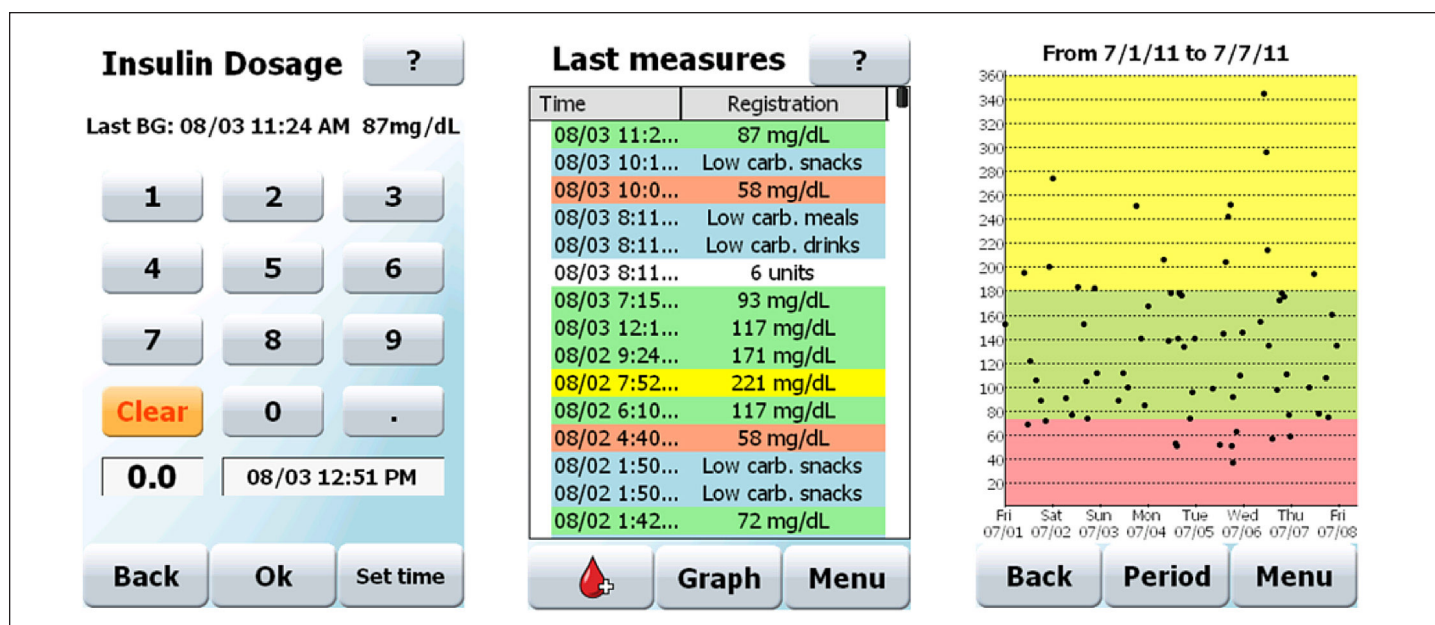 Insulin Dosage ?
Last BG: 08/03 11:24 AM 87mg/dL
1 2 3
4 5 6
7 8 9
Clear 0 .
0.0 08/03 12:51 PM
Back Ok Set time
Last measures ?
Time Registration
08/03 11:2... 87 mg/dL
08/03 10:1... Low carb. snacks
08/03 10:0... 58 mg/dL
08/03 8:11... Low carb. meals
08/03 8:11... Low carb. drinks
08/03 8:11... 6 units
08/03 7:15... 93 mg/dL
08/03 12:1... 117 mg/dL
08/02 9:24... 171 mg/dL
08/02 7:52... 221 mg/dL
08/02 6:10... 117 mg/dL
08/02 4:40... 58 mg/dL
08/02 1:50... Low carb. snacks
08/02 1:50... Low carb. snacks
08/02 1:42... 72 mg/dL
Graph Menu
From 7/1/11 to 7/7/11
360
340
320
300
280
260
240
220
200
180
160
140
120
100
80
60
40
20
Fri Sat Sun Mon Tue Wed Thu Fri
07/01 07/02 07/03 07/04 07/05 07/06 07/07 07/08
Back Period Menu